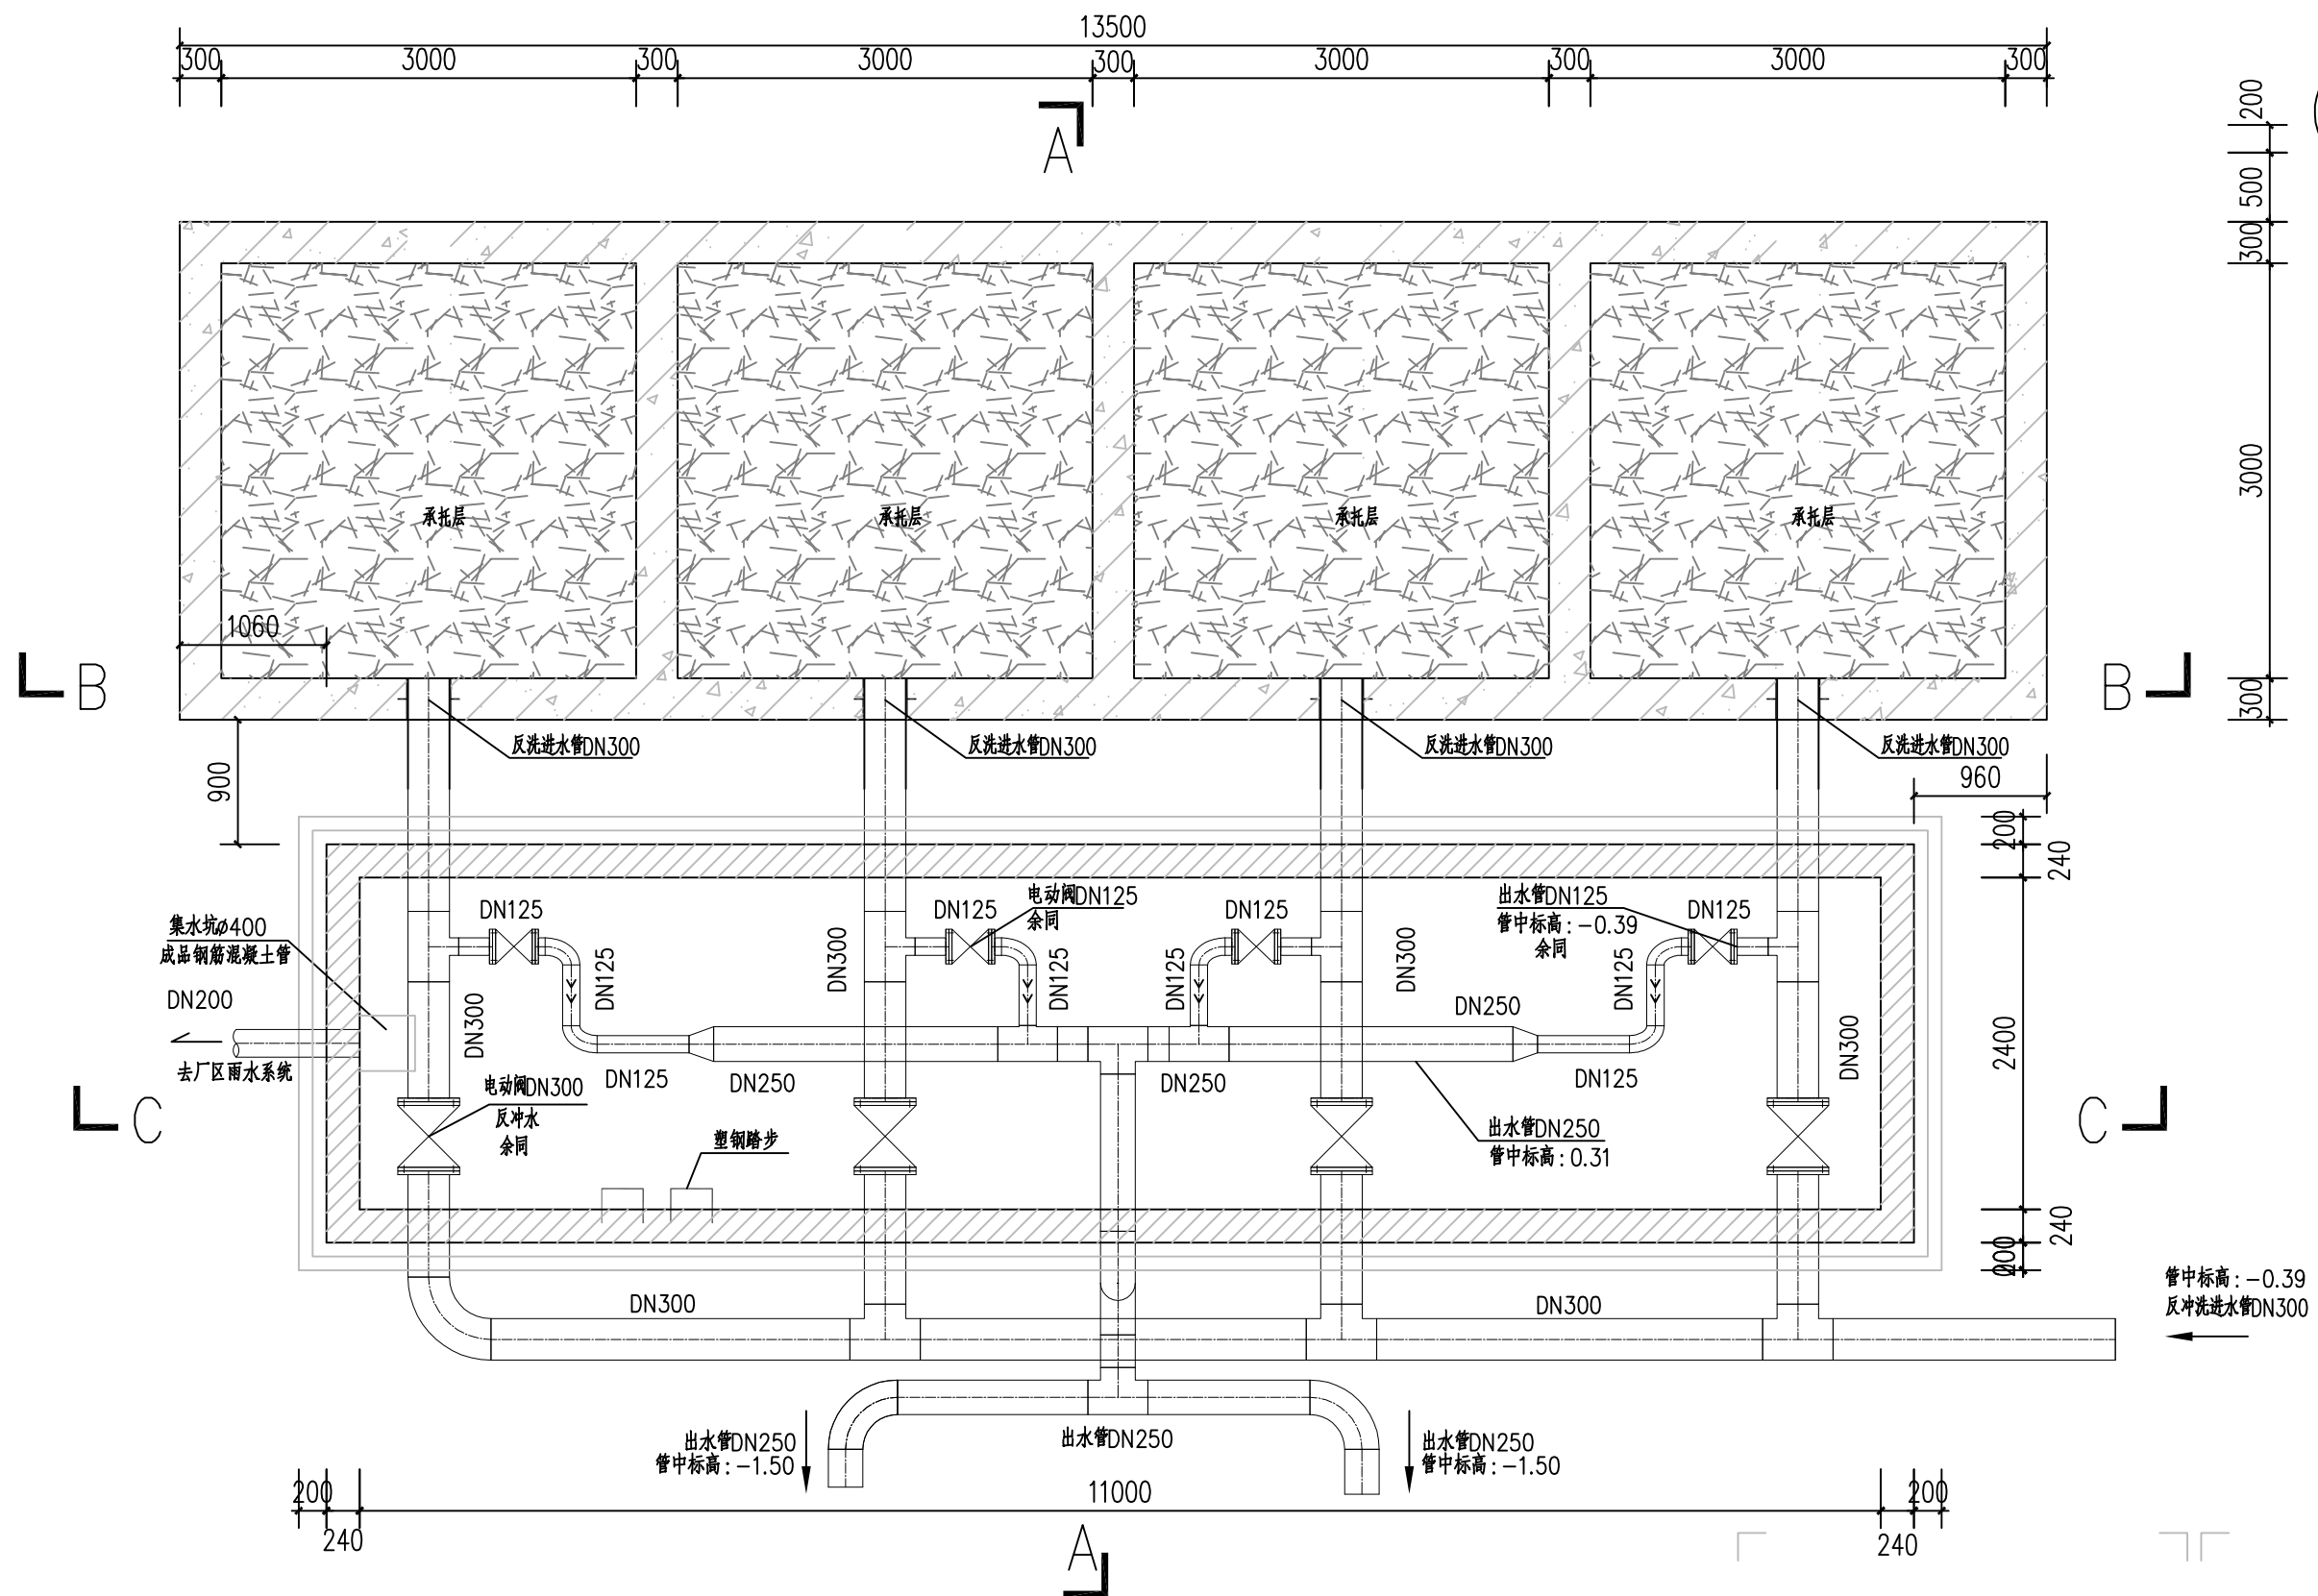 13500
300 3000 300 3000 300 3000 300 3000 300
A
200
500
300
3000
300
承托层 承托层 承托层 承托层
1060
B B
反洗进水管DN300 反洗进水管DN300 反洗进水管DN300 反洗进水管DN300
900
960
200
240
2400
240
200
集水坑ø400
成品钢筋混凝土管
DN200
去厂区雨水系统
DN125 DN125 DN125 DN125
电动阀DN125
余同
出水管DN125
管中标高:-0.39
余同
DN300 DN125 DN300 DN125 DN125 DN300 DN125 DN300
DN250
DN125 DN250 DN250 DN125
电动阀DN300
反冲水
余同
塑钢踏步
出水管DN250
管中标高:0.31
C C
DN300 DN300
管中标高:-0.39
反冲洗进水管DN300
出水管DN250
管中标高:-1.50
出水管DN250
出水管DN250
管中标高:-1.50
200 11000 200
240 240
A